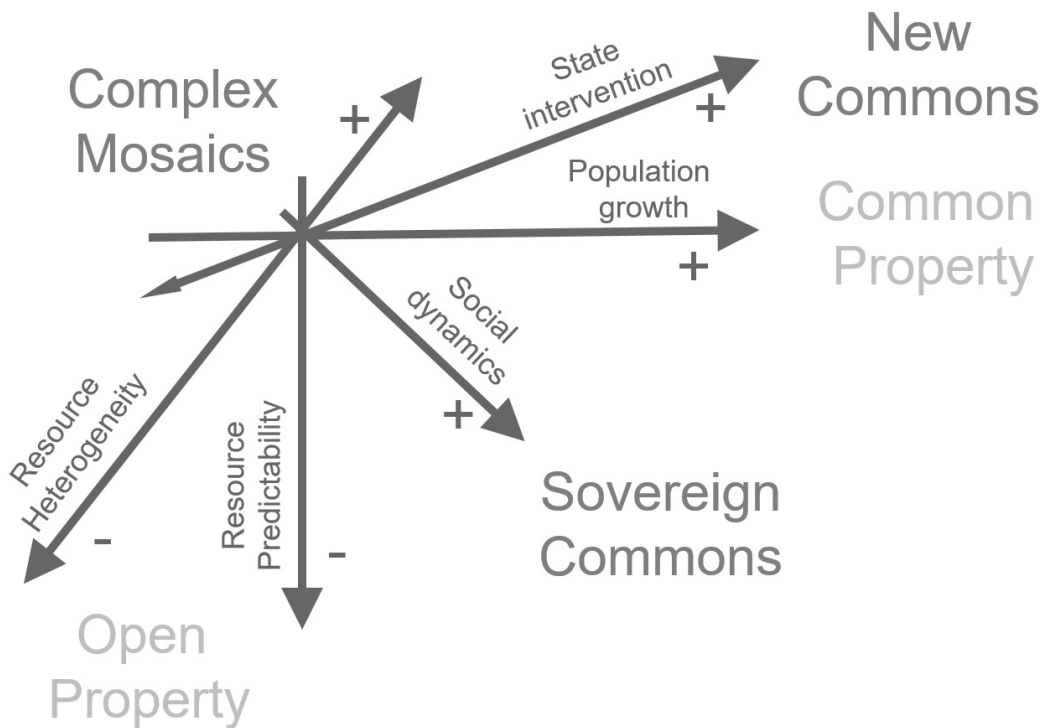 New
Commons
Complex
Mosaics
State
intervention
+
+
Population
growth
+
Common
Property
Social
dynamics
+
Resource
Heterogeneity
-
Resource
Predictability
-
Sovereign
Commons
Open
Property